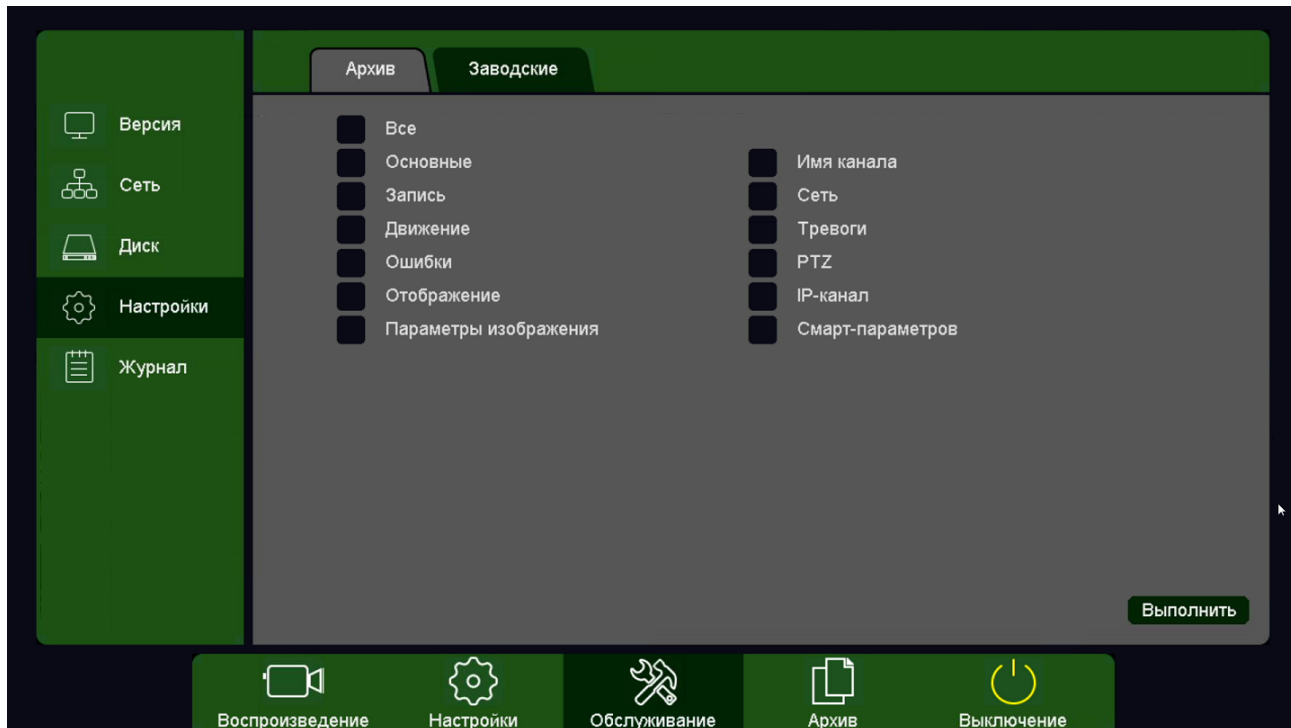 Архив Заводские
Версия
Сеть
Диск
Настройки
Журнал
Все
Основные Имя канала
Запись Сеть
Движение Тревоги
Ошибки PTZ
Отображение IP-канал
Параметры изображения Смарт-параметров
Выполнить
Воспроизведение Настройки Обслуживание Архив Выключение